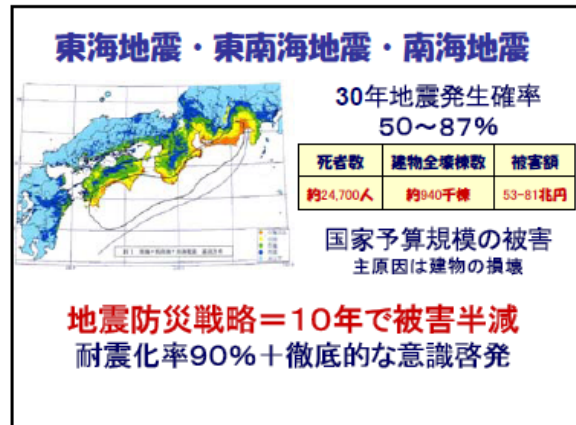 東海地震・東南海地震・南海地震
30年地震発生確率
50～87%
死者数 建物全壊棟数 被害額
約24,700人 約940千棟 53-81兆円
国家予算規模の被害
主原因は建物の損壊
地震防災戦略＝10年で被害半減
耐震化率90%＋徹底的な意識啓発